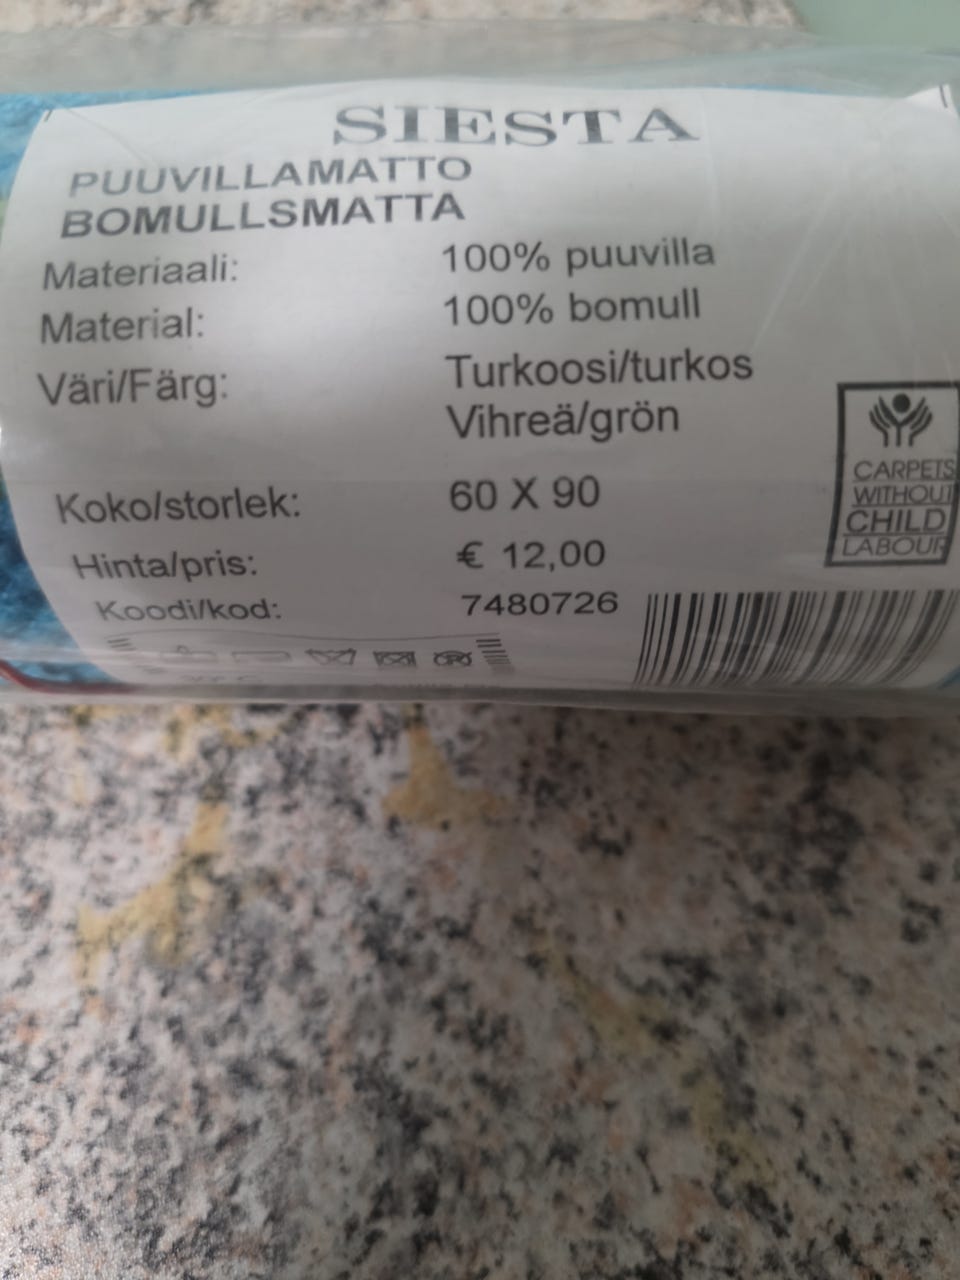 SIESTA
PUUVILLAMATTO
BOMULLSMATTA
Materiaali: 100% puuvilla
Material: 100% bomull
Väri/Färg: Turkoosi/turkos
Vihreä/grön
Koko/storlek: 60 X 90
Hinta/pris: € 12,00
Koodi/kod: 7480726
CARPETS
WITHOUT
CHILD
LABOUR